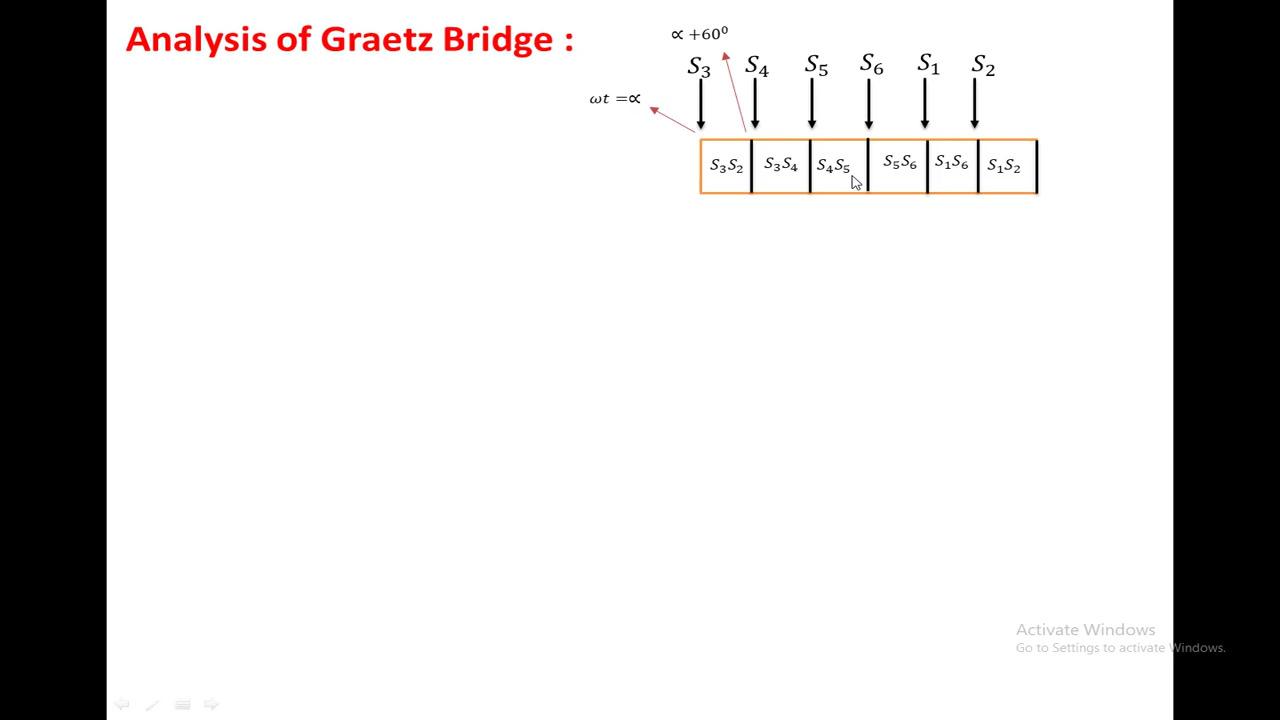 Analysis of Graetz Bridge :
∝ +60⁰
S₃ S₄ S₅ S₆ S₁ S₂
ωt =∝
S₃S₂ S₃S₄ S₄S₅ S₅S₆ S₁S₆ S₁S₂
Activate Windows
Go to Settings to activate Windows.